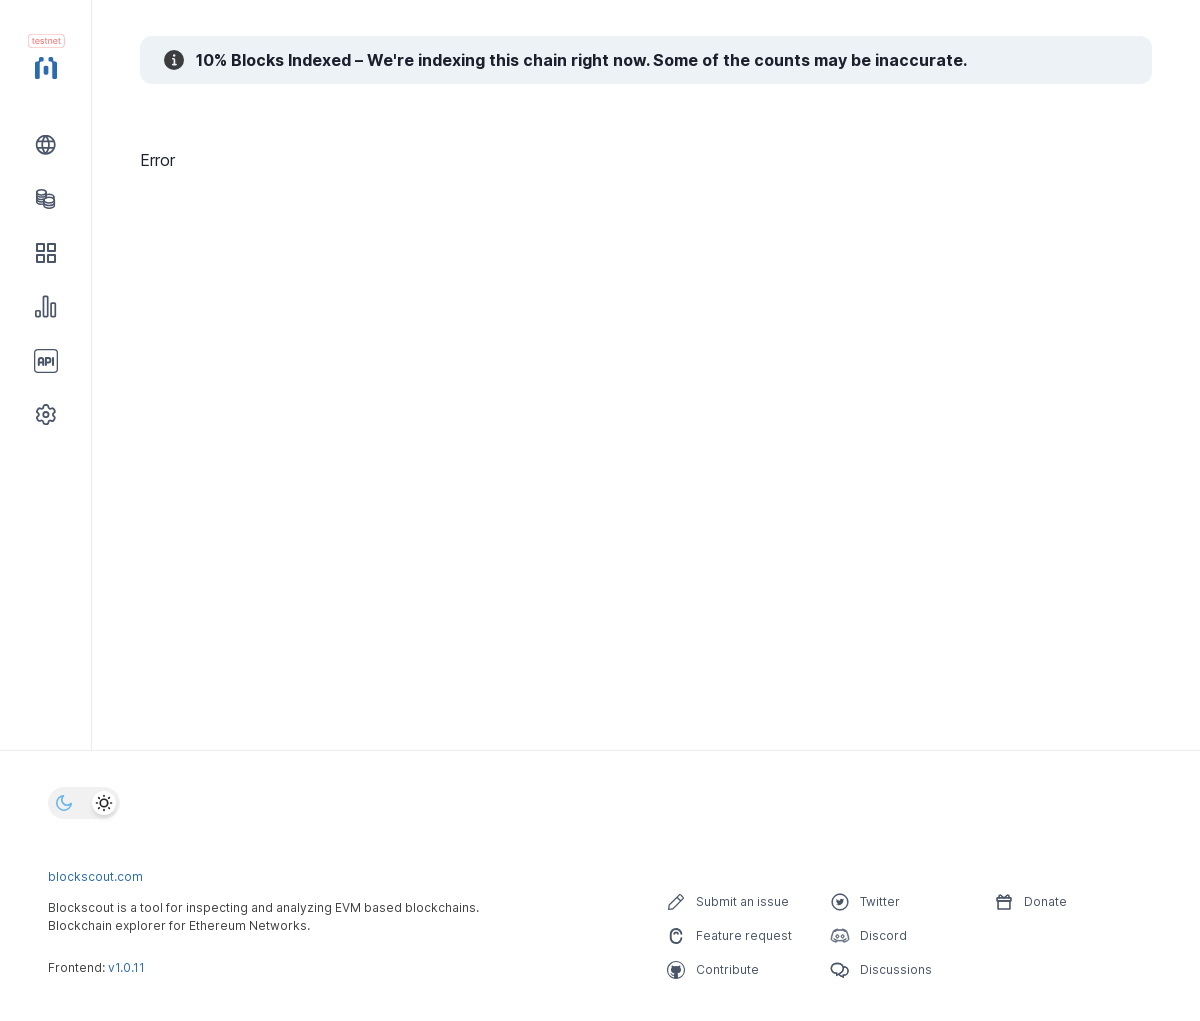 testnet
10% Blocks Indexed – We're indexing this chain right now. Some of the counts may be inaccurate.
Error
API
blockscout.com
Blockscout is a tool for inspecting and analyzing EVM based blockchains.
Blockchain explorer for Ethereum Networks.
Frontend: v1.0.11
Submit an issue
Feature request
Contribute
Twitter
Discord
Discussions
Donate